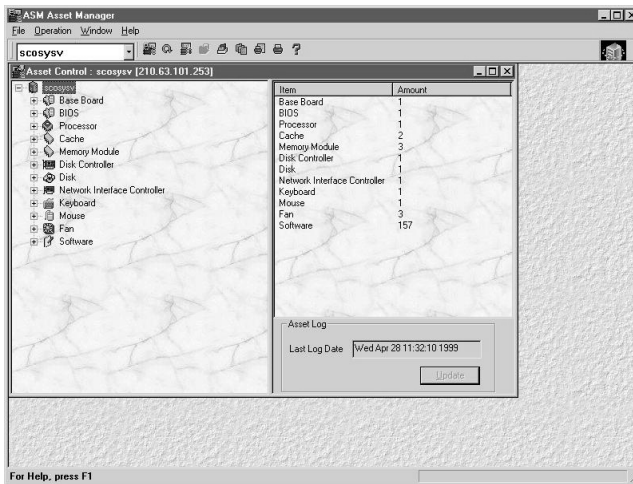 ASM Asset Manager
File Operation Window Help
scosysv
Asset Control : scosysv [210.63.101.253]
scosysv
Base Board
BIOS
Processor
Cache
Memory Module
Disk Controller
Disk
Network Interface Controller
Keyboard
Mouse
Fan
Software
Item Amount
Base Board 1
BIOS 1
Processor 1
Cache 2
Memory Module 3
Disk Controller 1
Disk 1
Network Interface Controller 1
Keyboard 1
Mouse 1
Fan 3
Software 157
Asset Log
Last Log Date Wed Apr 28 11:32:10 1999
Update
For Help, press F1